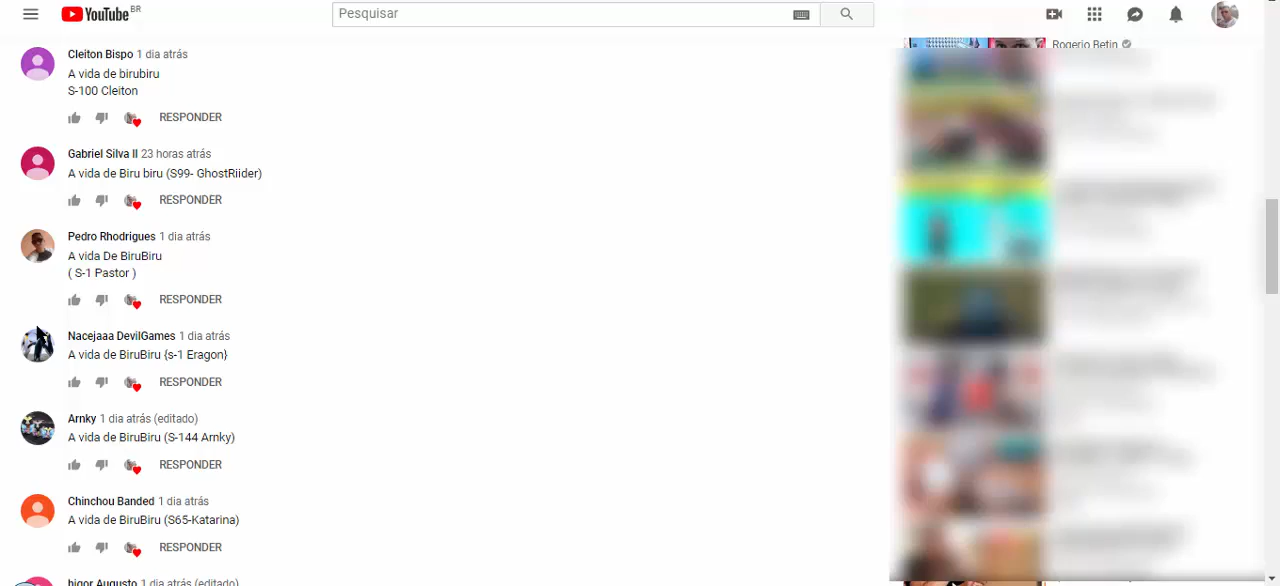 YouTube BR
Pesquisar
Rogerio Betin
Cleiton Bispo 1 dia atrás
A vida de birubiru
S-100 Cleiton
RESPONDER
Gabriel Silva II 23 horas atrás
A vida de Biru biru (S99- GhostRiider)
RESPONDER
Pedro Rhodrigues 1 dia atrás
A vida De BiruBiru
( S-1 Pastor )
RESPONDER
Nacejaaa DevilGames 1 dia atrás
A vida de BiruBiru {s-1 Eragon}
RESPONDER
Arnky 1 dia atrás (editado)
A vida de BiruBiru (S-144 Arnky)
RESPONDER
Chinchou Banded 1 dia atrás
A vida de BiruBiru (S65-Katarina)
RESPONDER
higor Augusto 1 dia atrás (editado)